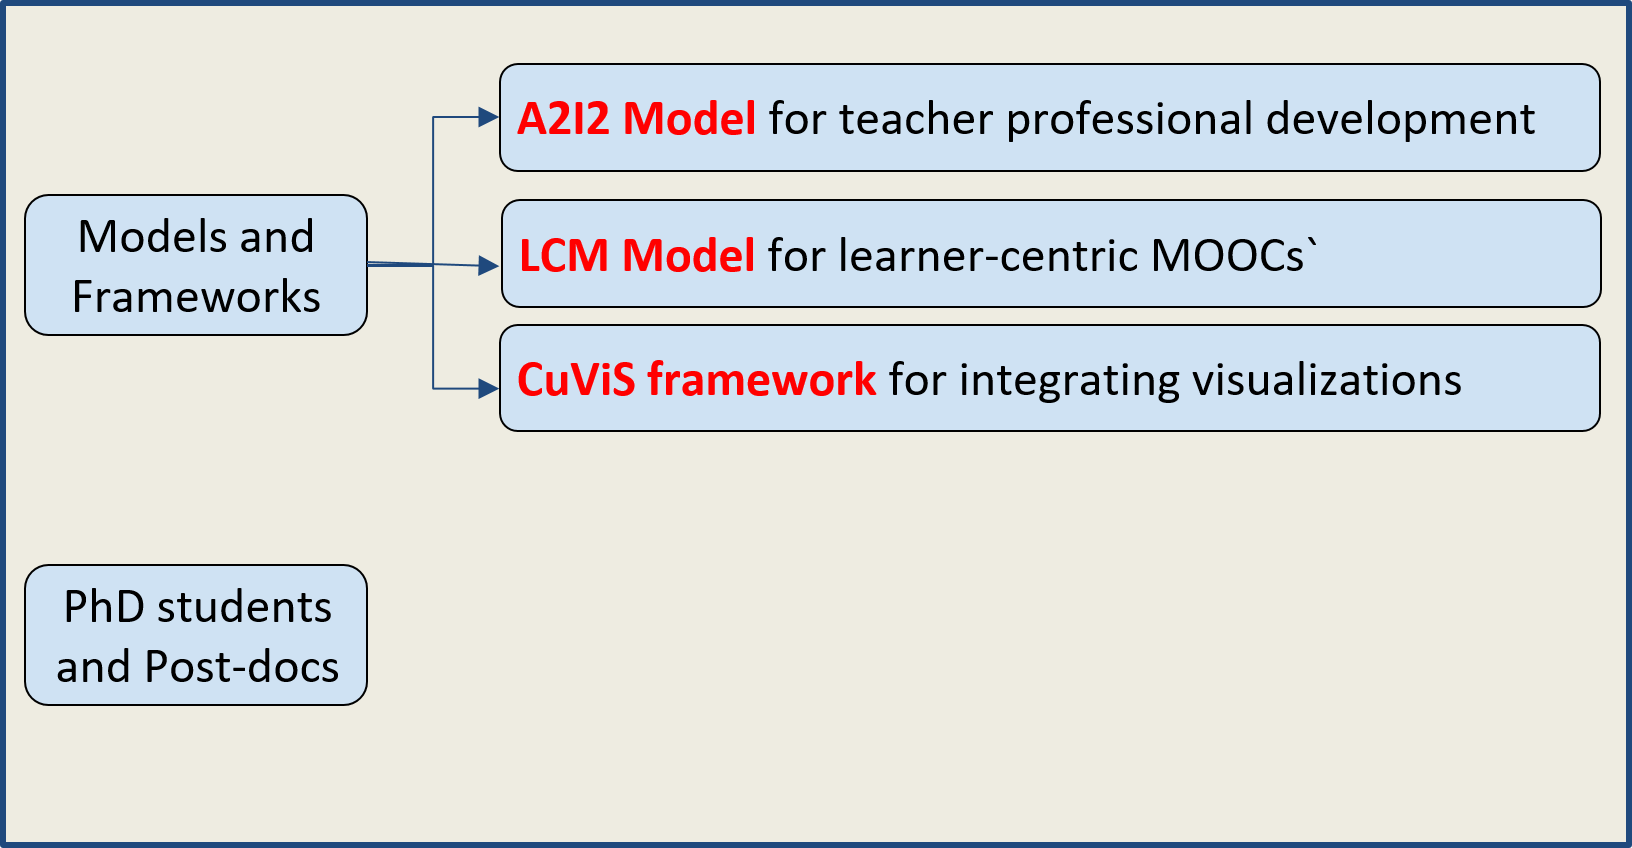 A2I2 Model for teacher professional development
Models and
Frameworks
LCM Model for learner-centric MOOCs`
CuViS framework for integrating visualizations
PhD students
and Post-docs